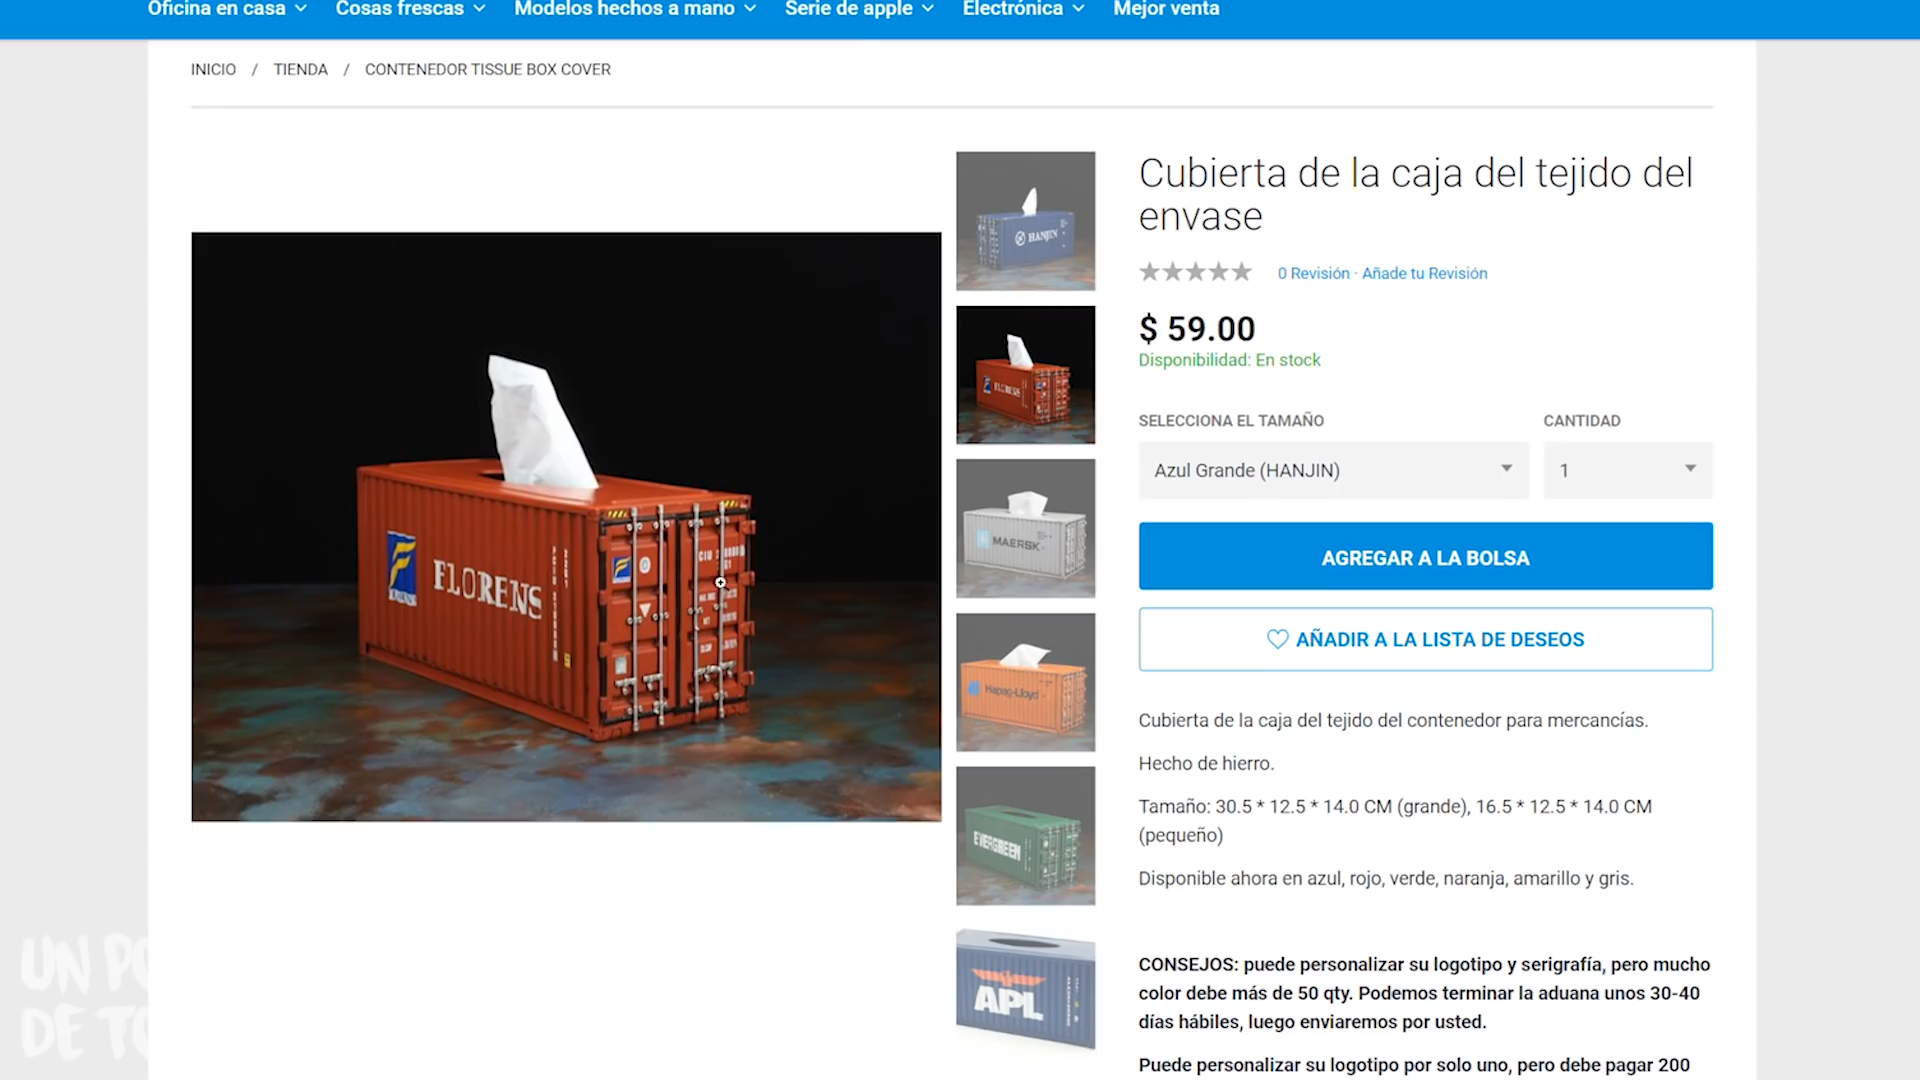 Oficina en casa
Cosas frescas
Modelos hechos a mano
Serie de apple
Electrónica
Mejor venta
INICIO / TIENDA / CONTENEDOR TISSUE BOX COVER
Cubierta de la caja del tejido del
envase
0 Revisión · Añade tu Revisión
$ 59.00
Disponibilidad: En stock
SELECCIONA EL TAMAÑO
CANTIDAD
Azul Grande (HANJIN)
1
AGREGAR A LA BOLSA
AÑADIR A LA LISTA DE DESEOS
Cubierta de la caja del tejido del contenedor para mercancías.
Hecho de hierro.
Tamaño: 30.5 * 12.5 * 14.0 CM (grande), 16.5 * 12.5 * 14.0 CM
(pequeño)
Disponible ahora en azul, rojo, verde, naranja, amarillo y gris.
CONSEJOS: puede personalizar su logotipo y serigrafía, pero mucho
color debe más de 50 qty. Podemos terminar la aduana unos 30-40
días hábiles, luego enviaremos por usted.
Puede personalizar su logotipo por solo uno, pero debe pagar 200
FLORENS
HANJIN
FLORENS
MAERSK
Hapag-Lloyd
EVERGREEN
APL
UN PO
DE TO